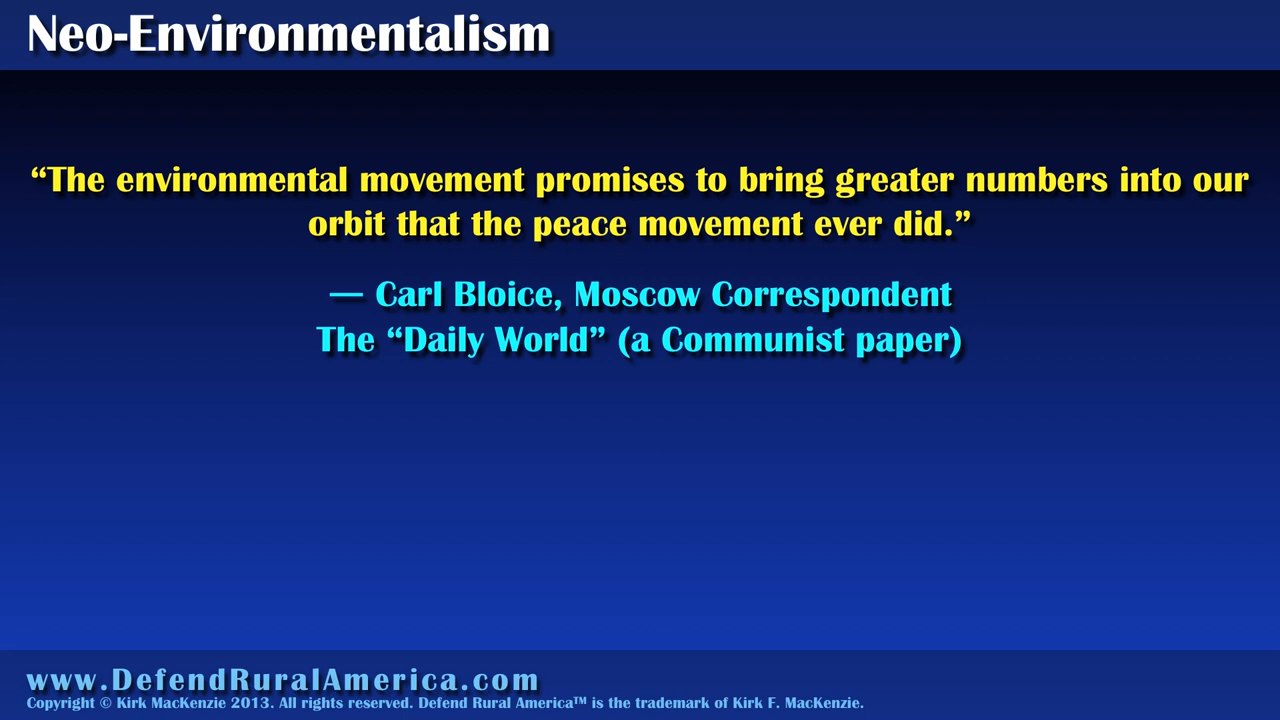 Neo-Environmentalism
“The environmental movement promises to bring greater numbers into our
orbit that the peace movement ever did.”
— Carl Bloice, Moscow Correspondent
The “Daily World” (a Communist paper)
www.DefendRuralAmerica.com
Copyright © Kirk MacKenzie 2013. All rights reserved. Defend Rural America™ is the trademark of Kirk F. MacKenzie.